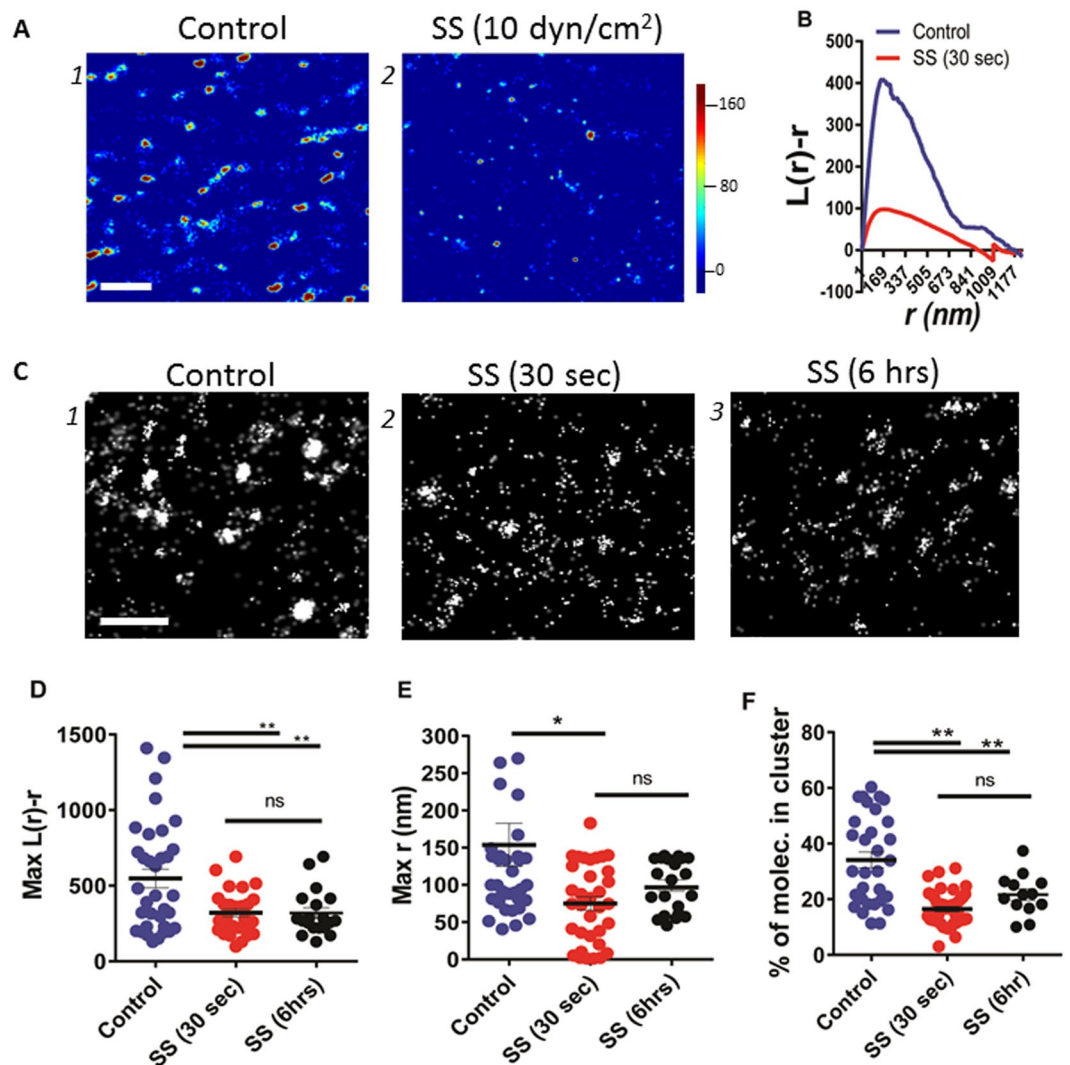 A
Control
SS (10 dyn/cm2)
1
2
160
80
0
B
Control
SS (30 sec)
500
400
300
200
100
0
-100
L(r)-r
1
169
337
505
673
841
1009
1177
r (nm)
C
Control
SS (30 sec)
SS (6 hrs)
1
2
3
D
1500
1000
500
0
Max L(r)-r
**
**
ns
Control
SS (30 sec)
SS (6hrs)
E
300
250
200
150
100
50
0
Max r (nm)
*
ns
Control
SS (30 sec)
SS (6hrs)
F
80
60
40
20
0
% of molec. in cluster
**
**
ns
Control
SS (30 sec)
SS (6hr)